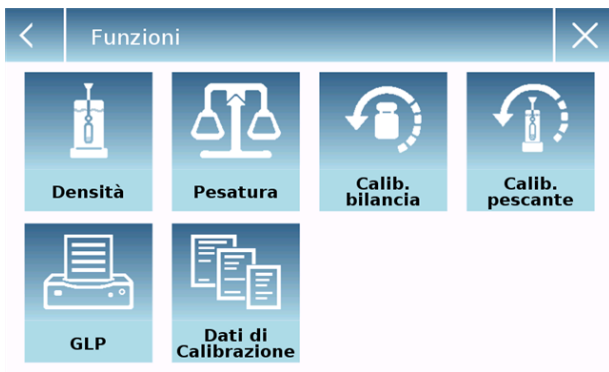 Funzioni
Densità
Pesatura
Calib.
bilancia
Calib.
pescante
GLP
Dati di
Calibrazione